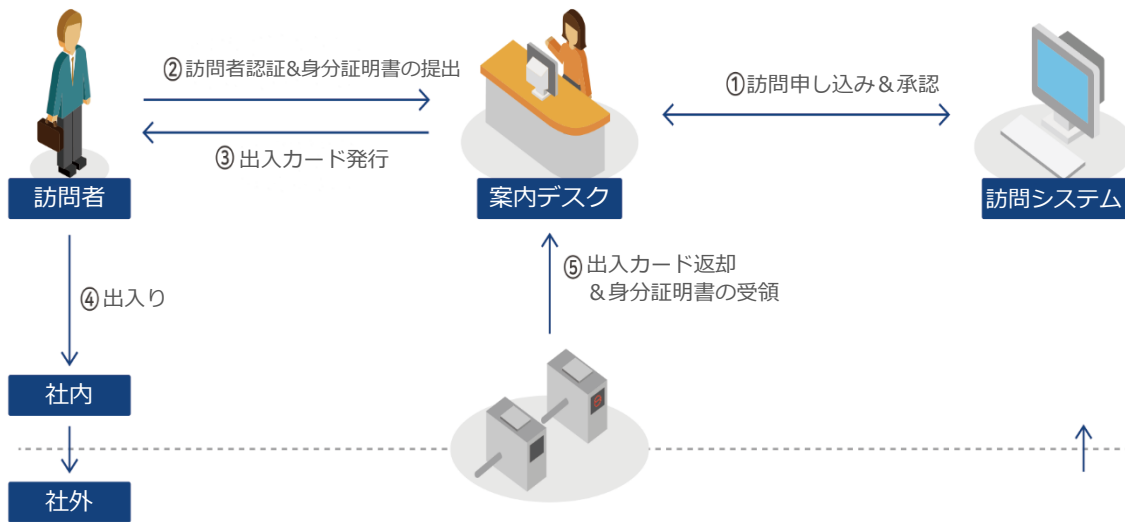 ②訪問者認証&身分証明書の提出
①訪問申し込み＆承認
③出入カード発行
訪問者
案内デスク
訪問システム
④出入り
⑤出入カード返却
＆身分証明書の受領
社内
社外